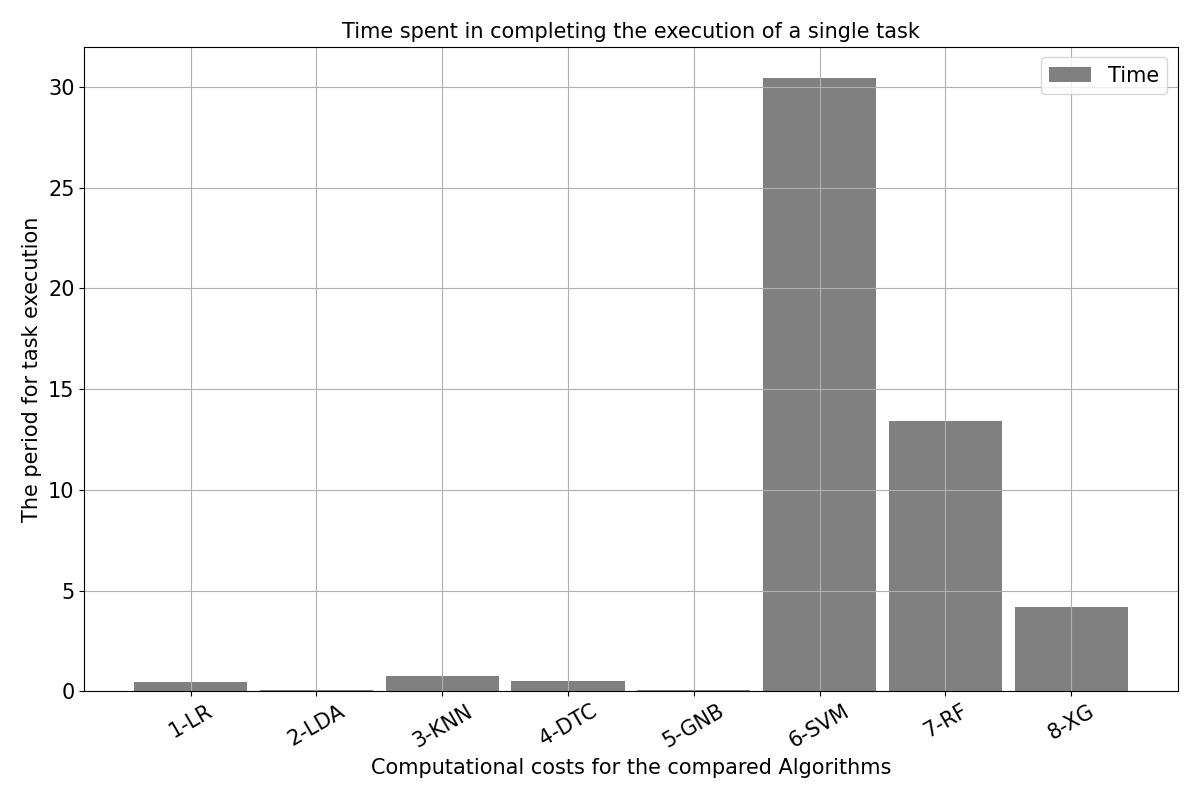 Time spent in completing the execution of a single task
Time
The period for task execution
30
25
20
15
10
5
0
1-LR
2-LDA
3-KNN
4-DTC
5-GNB
6-SVM
7-RF
8-XG
Computational costs for the compared Algorithms